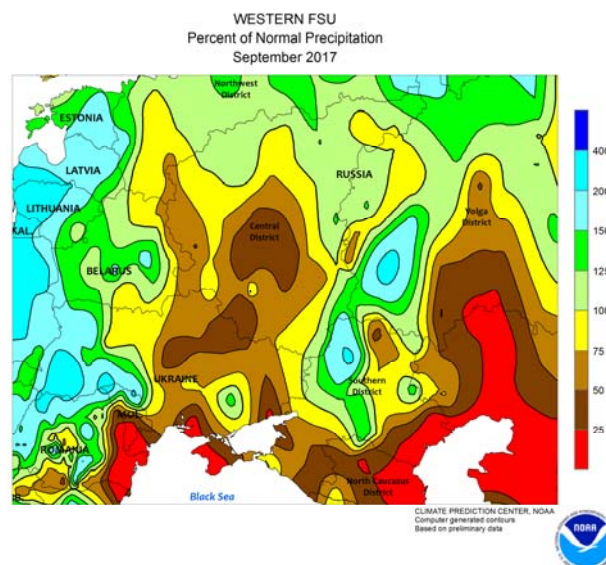 WESTERN FSU
Percent of Normal Precipitation
September 2017
Northwest
District
ESTONIA
LATVIA
RUSSIA
LITHUANIA
Volga
District
KAL.
Central
District
BELARUS
UKRAINE
Southern
District
MOL
ROMANIA
North Caucasus
District
Black Sea
400
200
150
125
100
75
50
25
CLIMATE PREDICTION CENTER, NOAA
Computer generated contours
Based on preliminary data
NOAA